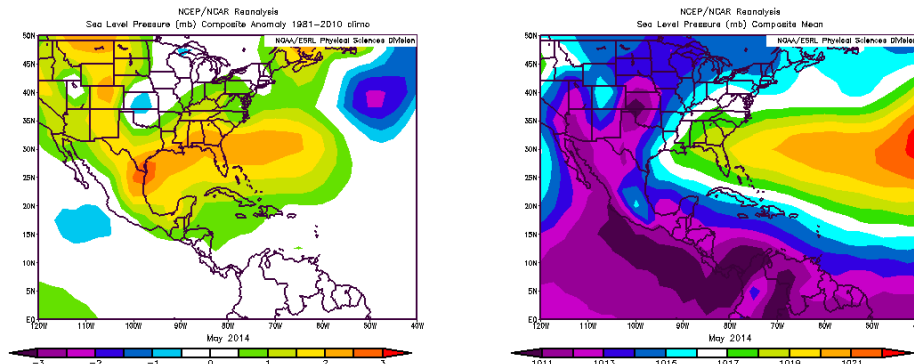 NCEP/NCAR Reanalysis
Sea Level Pressure (mb) Composite Anomaly 1981-2010 climo
NOAA/ESRL Physical Sciences Division
50N
45N
40N
35N
30N
25N
20N
15N
10N
5N
EQ
120W 110W 100W 90W 80W 70W 60W 50W 40W
May 2014
-3 -2 -1 0 1 2 3
NCEP/NCAR Reanalysis
Sea Level Pressure (mb) Composite Mean
NOAA/ESRL Physical Sciences Division
50N
45N
40N
35N
30N
25N
20N
15N
10N
5N
EQ
120W 110W 100W 90W 80W 70W 60W 50W 40W
May 2014
1011 1013 1015 1017 1019 1021